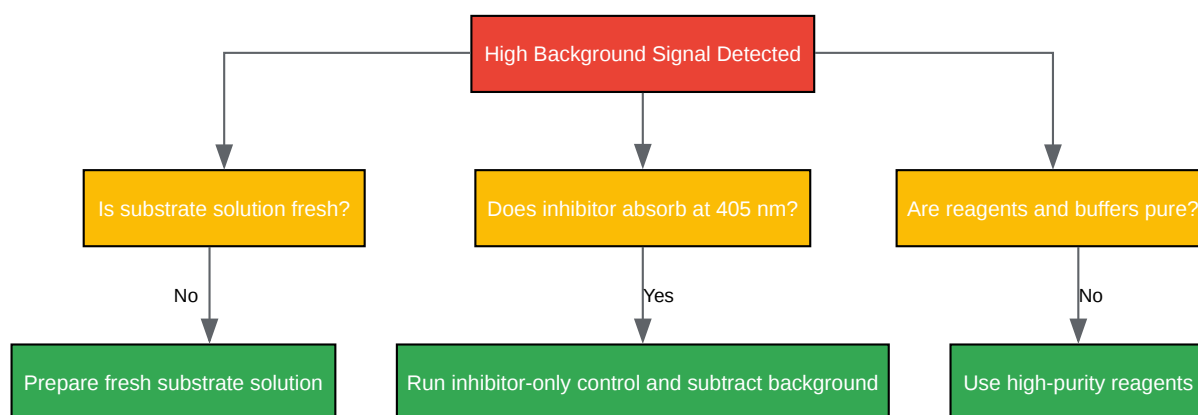 High Background Signal Detected
Is substrate solution fresh?
Does inhibitor absorb at 405 nm?
Are reagents and buffers pure?
No
Yes
No
Prepare fresh substrate solution
Run inhibitor-only control and subtract background
Use high-purity reagents